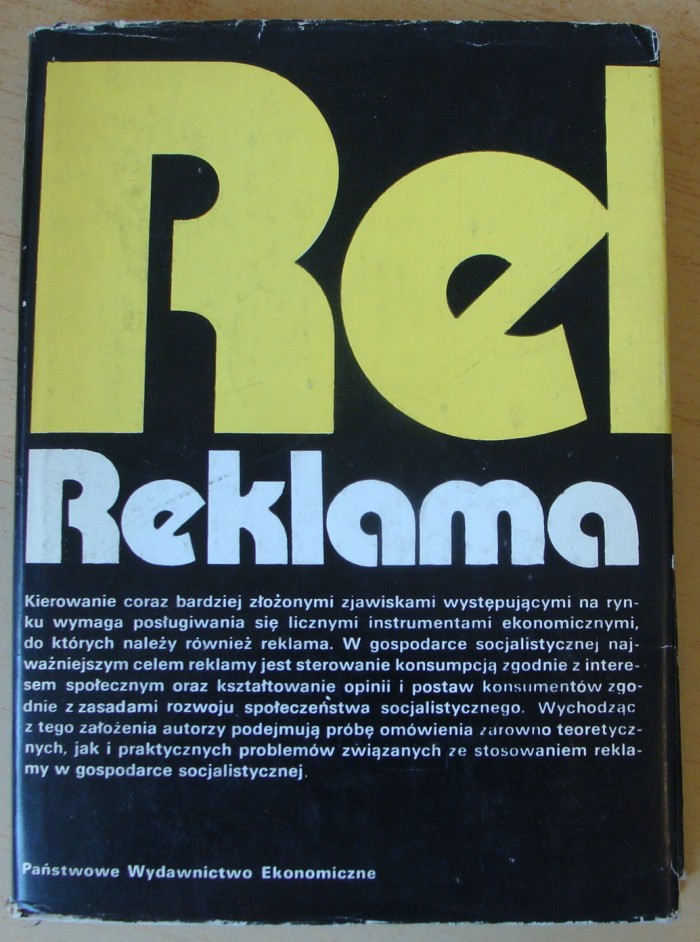 Rel
Reklama
Kierowanie coraz bardziej złożonymi zjawiskami występującymi na ryn-
ku wymaga posługiwania się licznymi instrumentami ekonomicznymi,
do których należy również reklama. W gospodarce socjalistycznej naj-
ważniejszym celem reklamy jest sterowanie konsumpcją zgodnie z intere-
sem społecznym oraz kształtowanie opinii i postaw konsumentów zgo-
dnie z zasadami rozwoju społeczeństwa socjalistycznego. Wychodząc
z tego założenia autorzy podejmują próbę omówienia zarówno teoretycz-
nych, jak i praktycznych problemów związanych ze stosowaniem rekla-
my w gospodarce socjalistycznej.
Państwowe Wydawnictwo Ekonomiczne